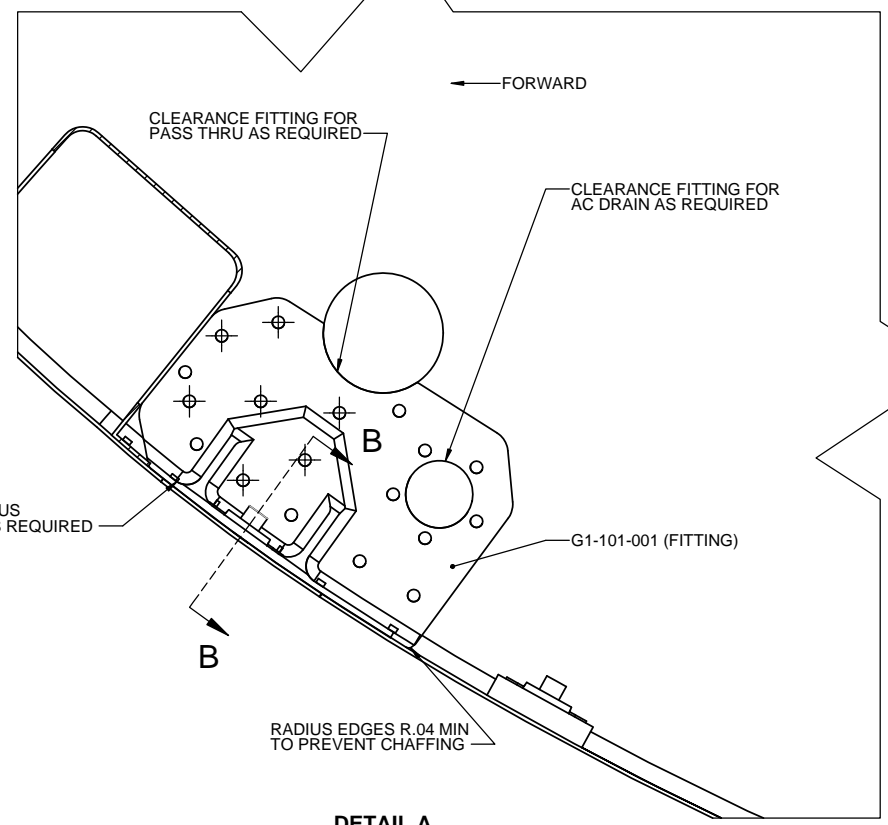 FORWARD
CLEARANCE FITTING FOR
PASS THRU AS REQUIRED
CLEARANCE FITTING FOR
AC DRAIN AS REQUIRED
B
REQUIRED
G1-101-001 (FITTING)
B
RADIUS EDGES R.04 MIN
TO PREVENT CHAFFING
DETAIL A